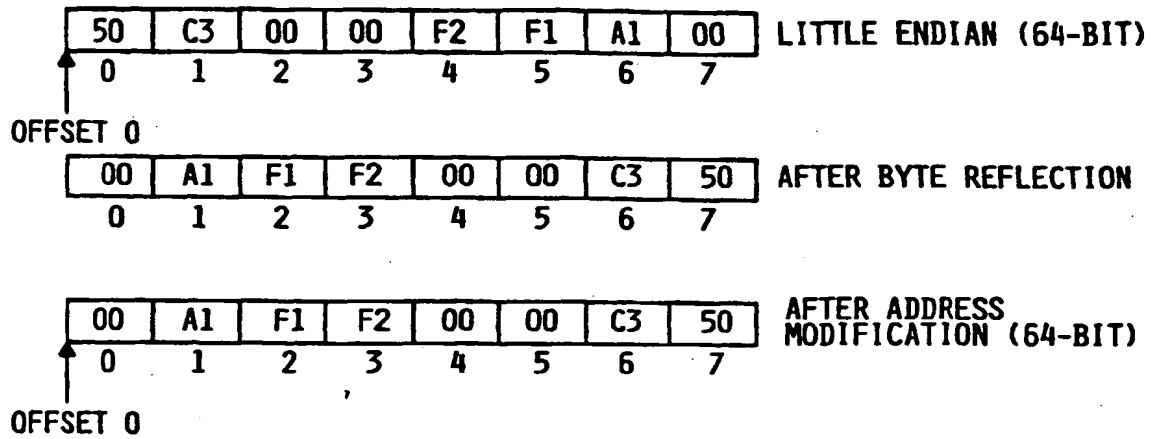 50 C3 00 00 F2 F1 A1 00 LITTLE ENDIAN (64-BIT)
0 1 2 3 4 5 6 7
OFFSET 0
00 A1 F1 F2 00 00 C3 50 AFTER BYTE REFLECTION
0 1 2 3 4 5 6 7
00 A1 F1 F2 00 00 C3 50 AFTER ADDRESS
MODIFICATION (64-BIT)
0 1 2 3 4 5 6 7
OFFSET 0